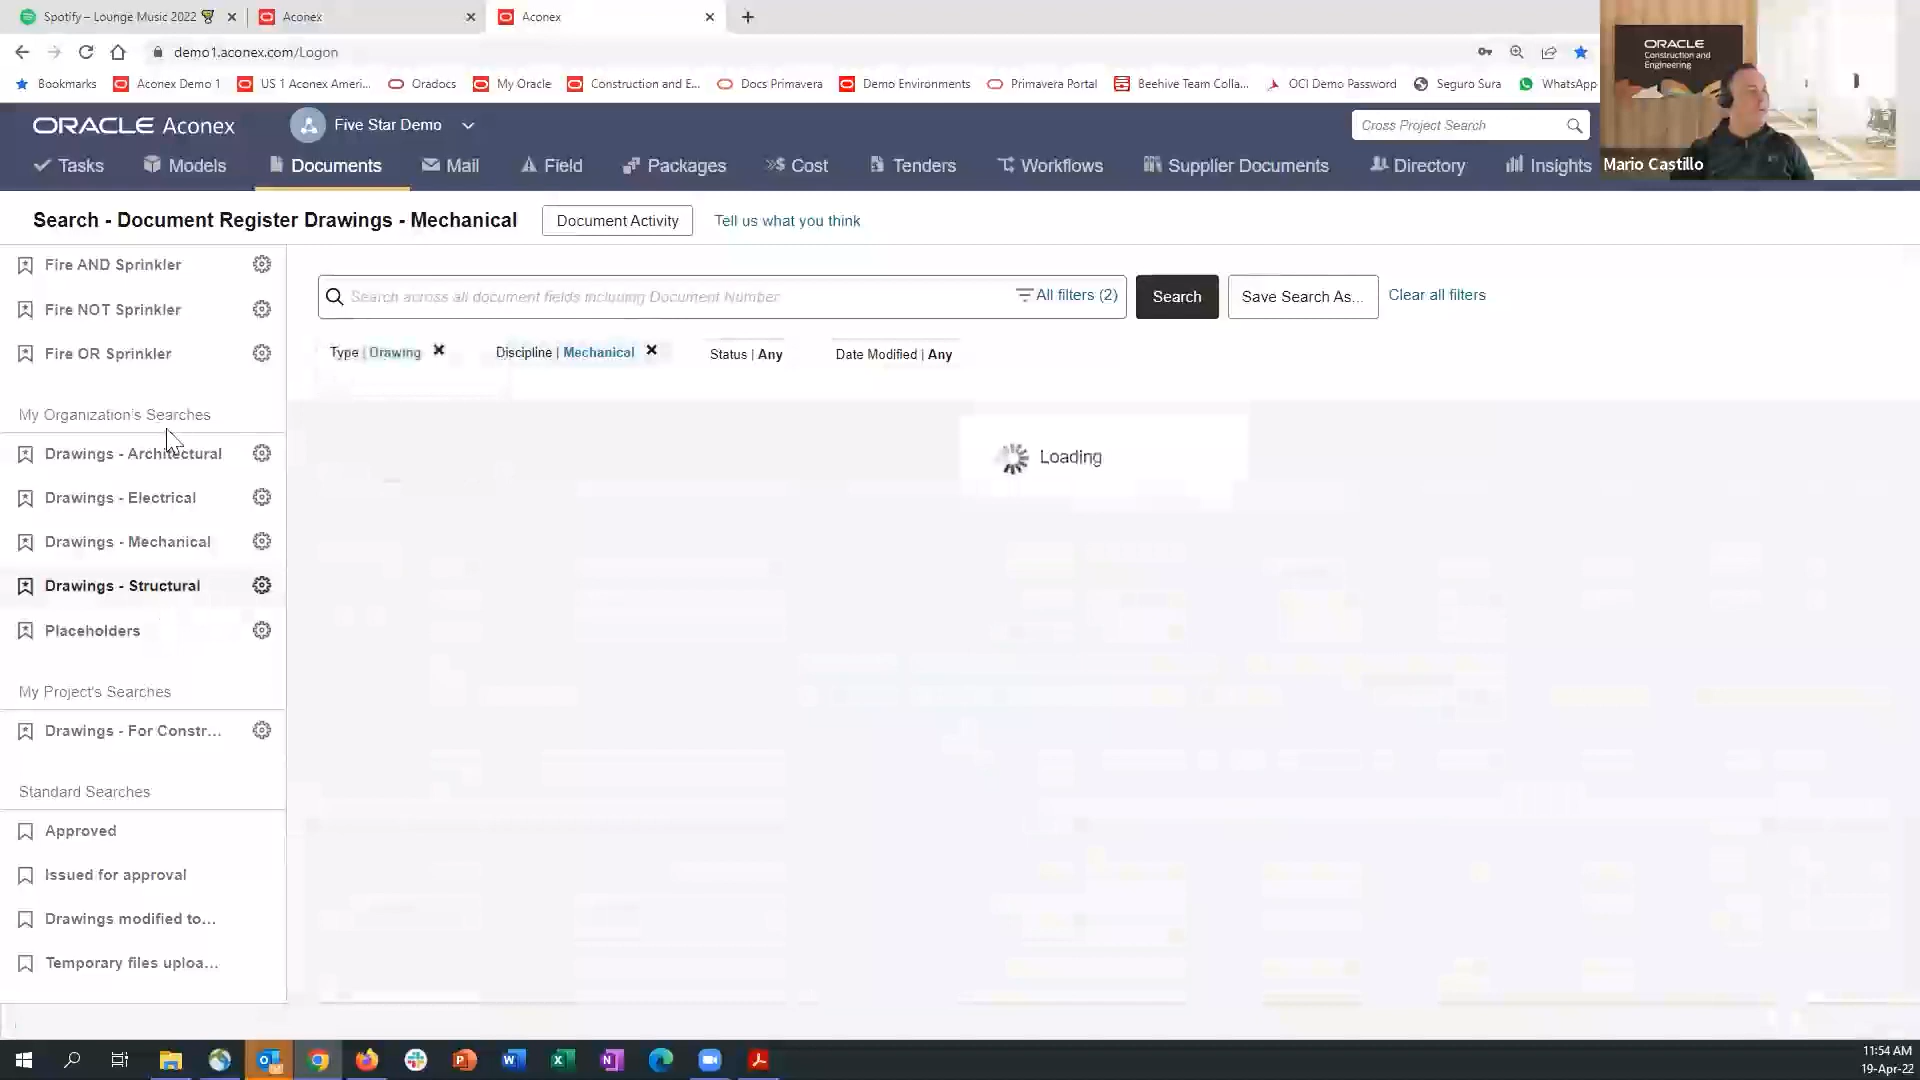 Spotify – Lounge Music 2022
Aconex
Aconex
demo1.aconex.com/Logon
Bookmarks
Aconex Demo 1
US 1 Aconex Ameri...
Oradocs
My Oracle
Construction and E...
Docs Primavera
Demo Environments
Primavera Portal
Beehive Team Colla...
OCI Demo Password
Seguro Sura
WhatsApp
ORACLE
Construction and
Engineering
Mario Castillo
ORACLE Aconex
Five Star Demo
Cross Project Search
Tasks
Models
Documents
Mail
Field
Packages
Cost
Tenders
Workflows
Supplier Documents
Directory
Insights
Search - Document Register Drawings - Mechanical
Document Activity
Tell us what you think
Fire AND Sprinkler
Fire NOT Sprinkler
Fire OR Sprinkler
My Organization's Searches
Drawings - Architectural
Drawings - Electrical
Drawings - Mechanical
Drawings - Structural
Placeholders
My Project's Searches
Drawings - For Constr...
Standard Searches
Approved
Issued for approval
Drawings modified to...
Temporary files uploa...
Search across all document fields including Document Number
All filters (2)
Search
Save Search As...
Clear all filters
Type | Drawing
Discipline | Mechanical
Status | Any
Date Modified | Any
Loading
11:54 AM
19-Apr-22